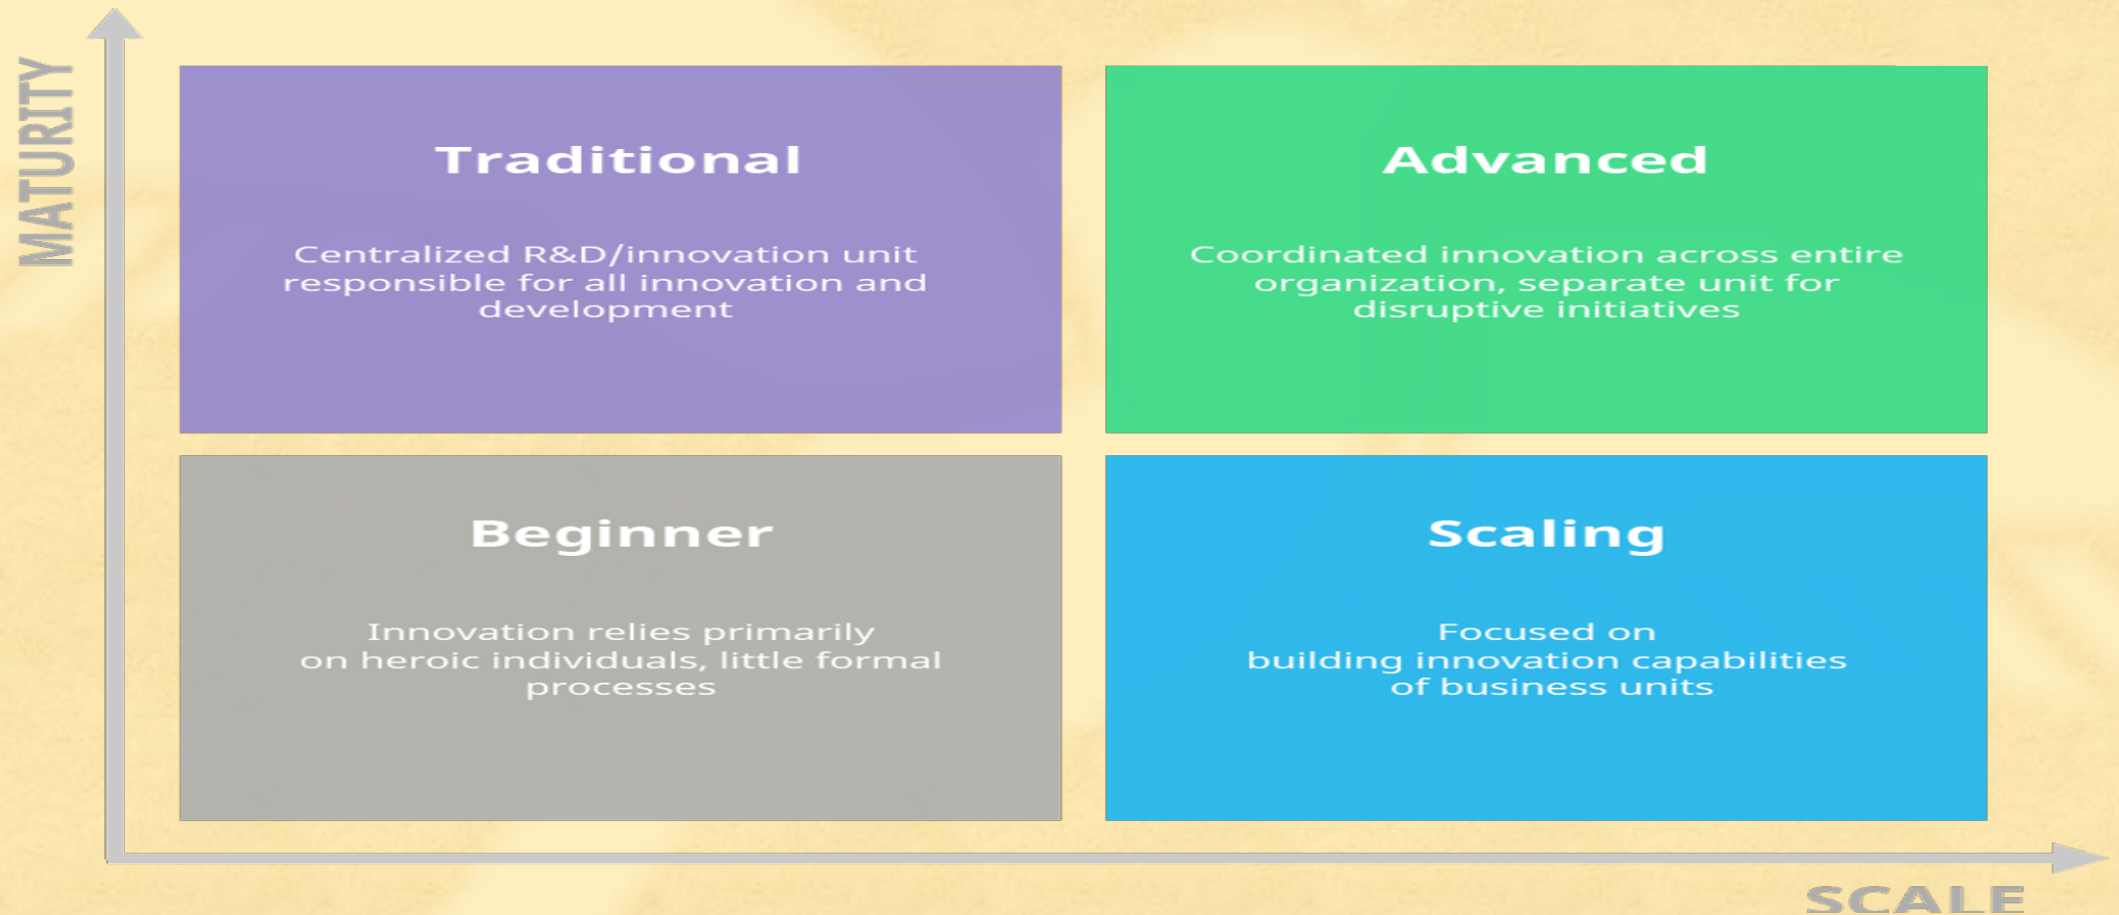 MATURITY
Traditional
Centralized R&D/innovation unit
responsible for all innovation and
development
Advanced
Coordinated innovation across entire
organization, separate unit for
disruptive initiatives
Beginner
Innovation relies primarily
on heroic individuals, little formal
processes
Scaling
Focused on
building innovation capabilities
of business units
SCALE